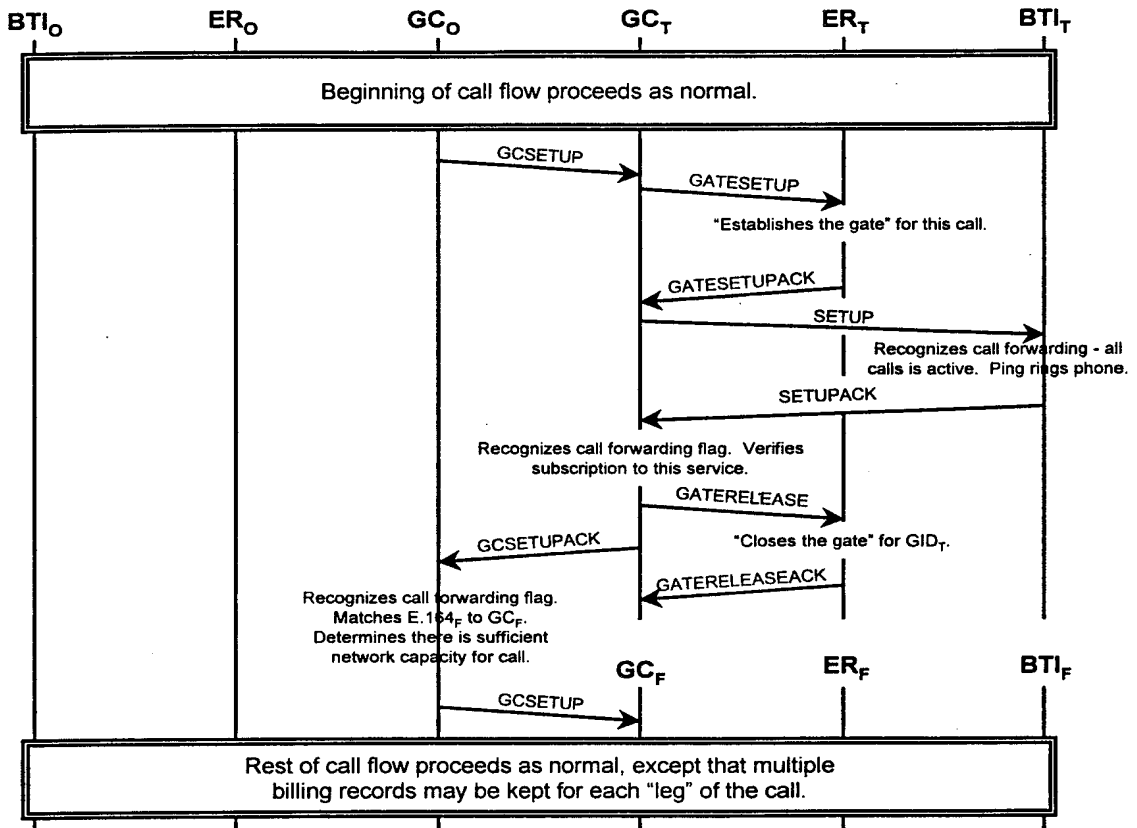 BTIO ERO GCO GCT ERT BTIT
Beginning of call flow proceeds as normal.
GCSETUP
GATESETUP
"Establishes the gate" for this call.
GATESETUPACK
SETUP
Recognizes call forwarding - all
calls is active. Ping rings phone.
SETUPACK
Recognizes call forwarding flag. Verifies
subscription to this service.
GATERELEASE
GCSETUPACK
"Closes the gate" for GIDT.
GATERELEASEACK
Recognizes call forwarding flag.
Matches E.164F to GCF.
Determines there is sufficient
network capacity for call.
GCF ERF BTIF
GCSETUP
Rest of call flow proceeds as normal, except that multiple
billing records may be kept for each "leg" of the call.